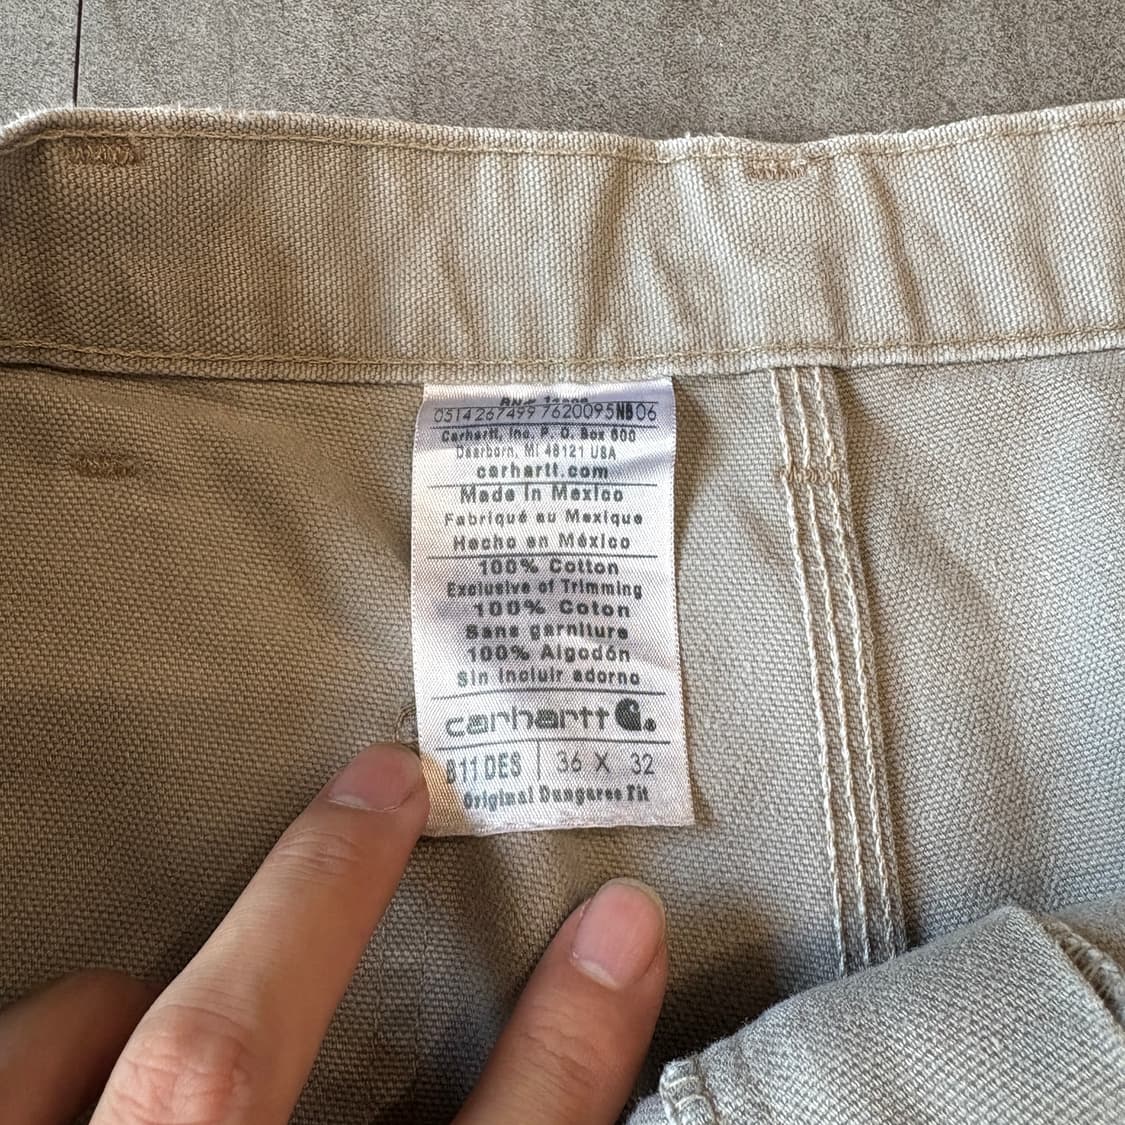 RN# 14806
0514267499 7620095NB06
Carhartt, Inc. P. O. Box 600
Dearborn, MI 48121 USA
carhartt.com
Made in Mexico
Fabriqué au Mexique
Hecho en México
100% Cotton
Exclusive of Trimming
100% Coton
Sans garniture
100% Algodón
Sin incluir adorno
carhartt
B11 DES | 36 X 32
Original Dungaree Fit